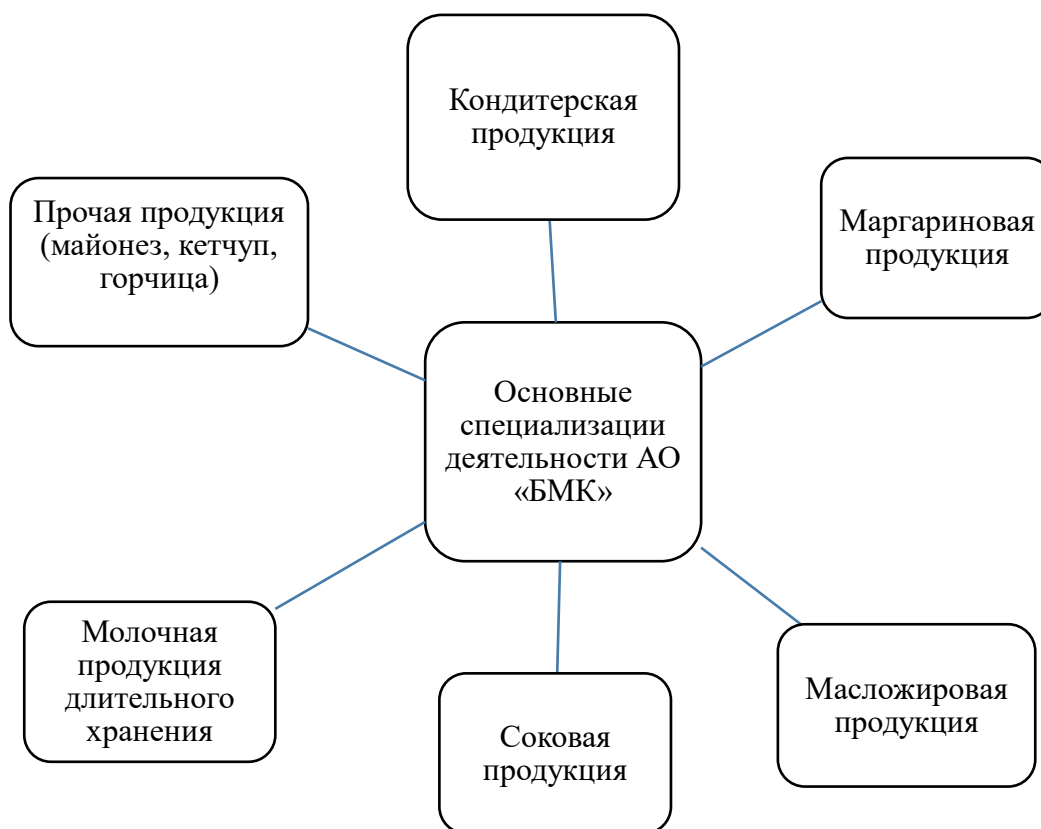 Кондитерская
продукция
Прочая продукция
(майонез, кетчуп,
горчица)
Маргариновая
продукция
Основные
специализации
деятельности АО
«БМК»
Молочная
продукция
длительного
хранения
Соковая
продукция
Масложировая
продукция